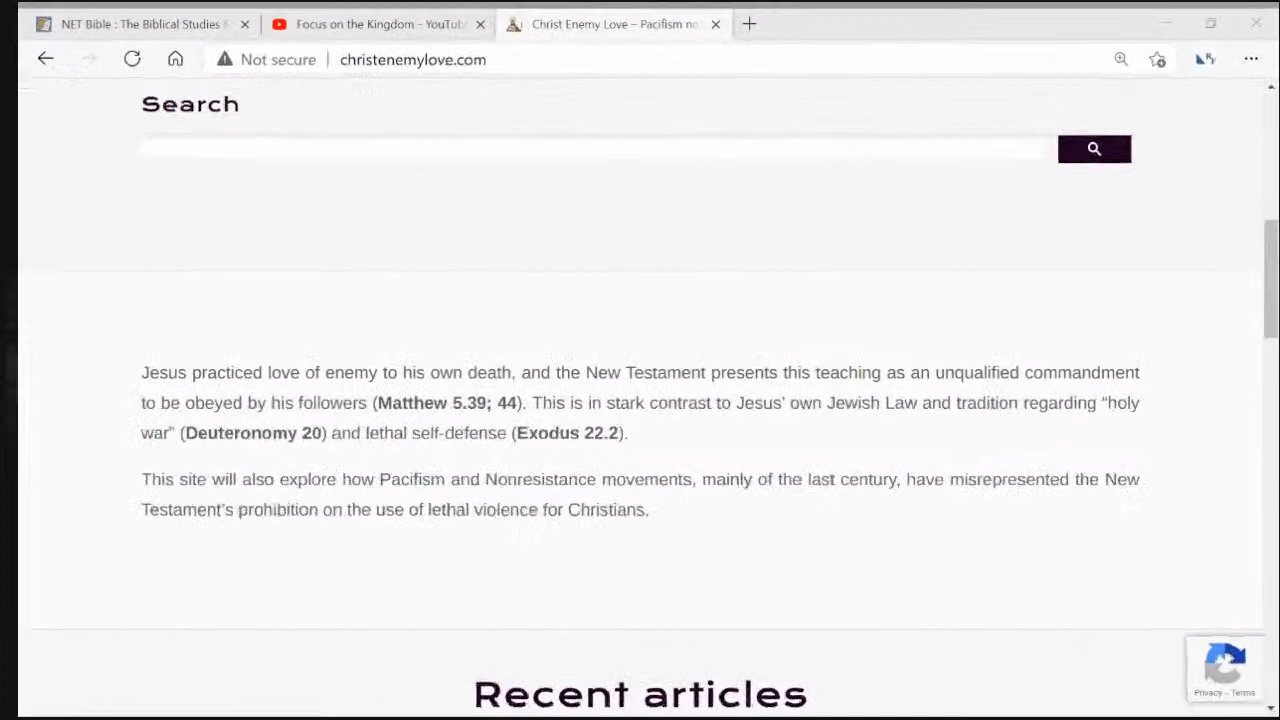 NET Bible : The Biblical Studies
Focus on the Kingdom - YouTub
Christ Enemy Love – Pacifism no
Not secure
christenemylove.com
Search
Jesus practiced love of enemy to his own death, and the New Testament presents this teaching as an unqualified commandment
to be obeyed by his followers (Matthew 5.39; 44). This is in stark contrast to Jesus’ own Jewish Law and tradition regarding “holy
war” (Deuteronomy 20) and lethal self-defense (Exodus 22.2).
This site will also explore how Pacifism and Nonresistance movements, mainly of the last century, have misrepresented the New
Testament’s prohibition on the use of lethal violence for Christians.
Recent articles
Privacy - Terms